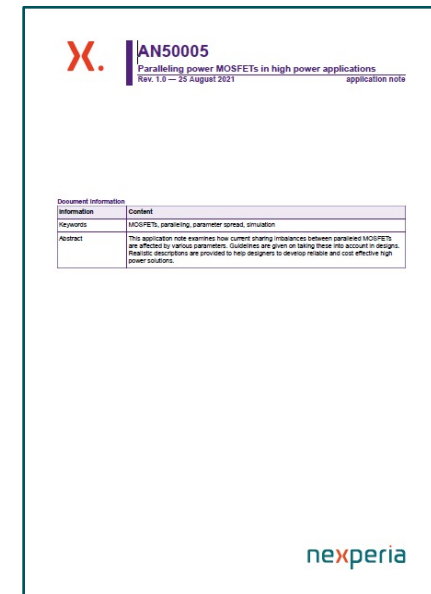 AN50005
Paralleling power MOSFETs in high power applications
Rev. 1.0 — 25 August 2021 application note
Document information
Information Content
Keywords MOSFETs, paralleling, parameter spread, simulation
Abstract This application note examines how current sharing imbalances between paralleled MOSFETs
are affected by various parameters. Guidelines are given on taking these into account in designs.
Realistic descriptions are provided to help designers to develop reliable and cost effective high
power solutions.
nexperia